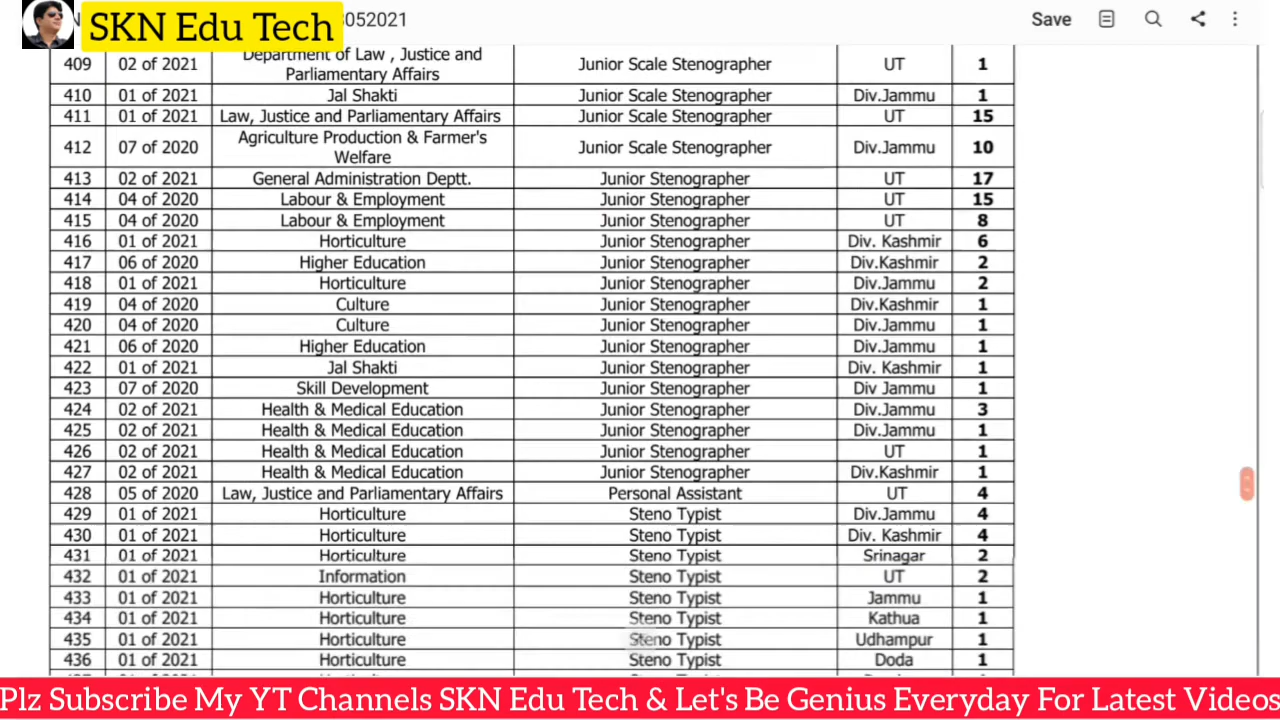 SKN Edu Tech
3052021
Save
409 02 of 2021 Department of Law , Justice and Parliamentary Affairs Junior Scale Stenographer UT 1
410 01 of 2021 Jal Shakti Junior Scale Stenographer Div.Jammu 1
411 01 of 2021 Law, Justice and Parliamentary Affairs Junior Scale Stenographer UT 15
412 07 of 2020 Agriculture Production & Farmer's Welfare Junior Scale Stenographer Div.Jammu 10
413 02 of 2021 General Administration Deptt. Junior Stenographer UT 17
414 04 of 2020 Labour & Employment Junior Stenographer UT 15
415 04 of 2020 Labour & Employment Junior Stenographer UT 8
416 01 of 2021 Horticulture Junior Stenographer Div. Kashmir 6
417 06 of 2020 Higher Education Junior Stenographer Div.Kashmir 2
418 01 of 2021 Horticulture Junior Stenographer Div.Jammu 2
419 04 of 2020 Culture Junior Stenographer Div.Kashmir 1
420 04 of 2020 Culture Junior Stenographer Div.Jammu 1
421 06 of 2020 Higher Education Junior Stenographer Div.Jammu 1
422 01 of 2021 Jal Shakti Junior Stenographer Div. Kashmir 1
423 07 of 2020 Skill Development Junior Stenographer Div Jammu 1
424 02 of 2021 Health & Medical Education Junior Stenographer Div.Jammu 3
425 02 of 2021 Health & Medical Education Junior Stenographer Div.Jammu 1
426 02 of 2021 Health & Medical Education Junior Stenographer UT 1
427 02 of 2021 Health & Medical Education Junior Stenographer Div.Kashmir 1
428 05 of 2020 Law, Justice and Parliamentary Affairs Personal Assistant UT 4
429 01 of 2021 Horticulture Steno Typist Div.Jammu 4
430 01 of 2021 Horticulture Steno Typist Div. Kashmir 4
431 01 of 2021 Horticulture Steno Typist Srinagar 2
432 01 of 2021 Information Steno Typist UT 2
433 01 of 2021 Horticulture Steno Typist Jammu 1
434 01 of 2021 Horticulture Steno Typist Kathua 1
435 01 of 2021 Horticulture Steno Typist Udhampur 1
436 01 of 2021 Horticulture Steno Typist Doda 1
Plz Subscribe My YT Channels SKN Edu Tech & Let's Be Genius Everyday For Latest Videos